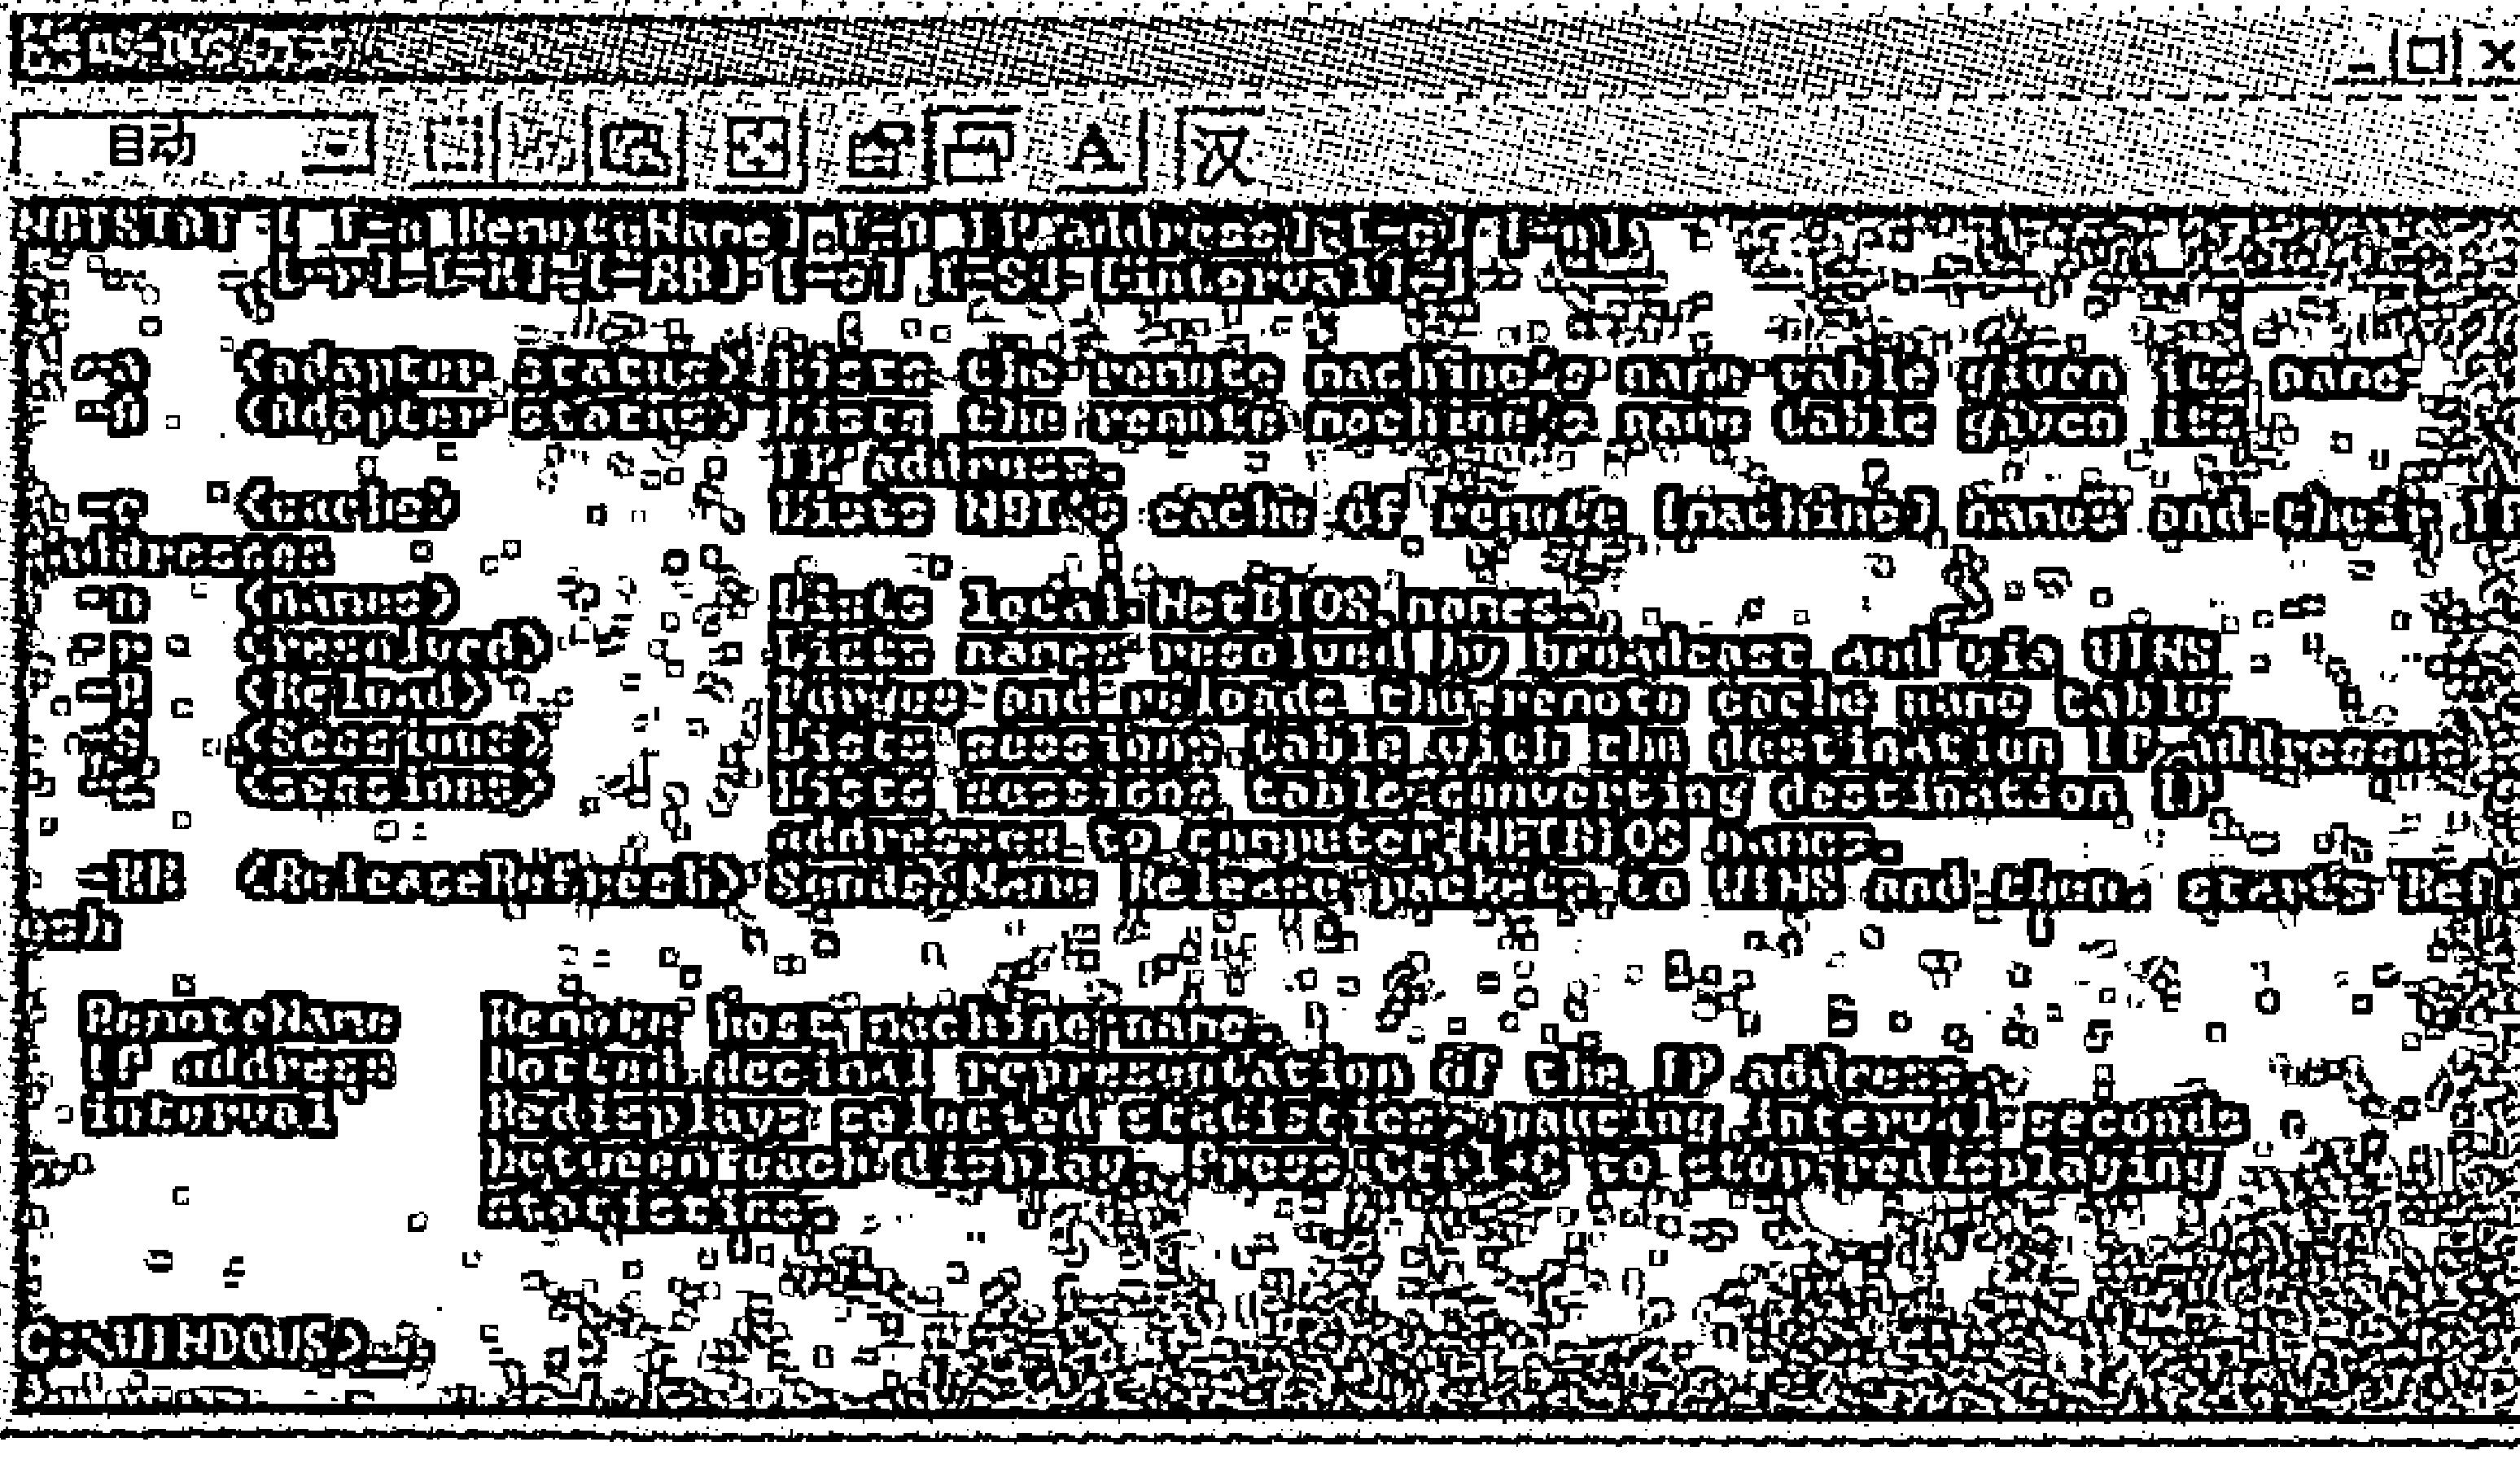 MS-DOS
自动
A 汉
NBTSTAT [ [-a RemoteName] [-A IP address] [-c] [-n]
[-r] [-R] [-RR] [-s] [-S] [interval] ]
-a (adapter status) Lists the remote machine's name table given its name
-A (Adapter status) Lists the remote machine's name table given its
IP address.
-c (cache) Lists NBT's cache of remote [machine] names and their IP
addresses
-n (names) Lists local NetBIOS names.
-r (resolved) Lists names resolved by broadcast and via WINS
-R (Reload) Purges and reloads the remote cache name table
-S (Sessions) Lists sessions table with the destination IP addresses
-s (sessions) Lists sessions table converting destination IP
addresses to computer NETBIOS names.
-RR (ReleaseRefresh) Sends Name Release packets to WINS and then, starts Refr
esh
RemoteName Remote host machine name.
IP address Dotted decimal representation of the IP address.
interval Redisplays selected statistics, pausing interval seconds
between each display. Press Ctrl+C to stop redisplaying
statistics.
C:\WINDOWS>_